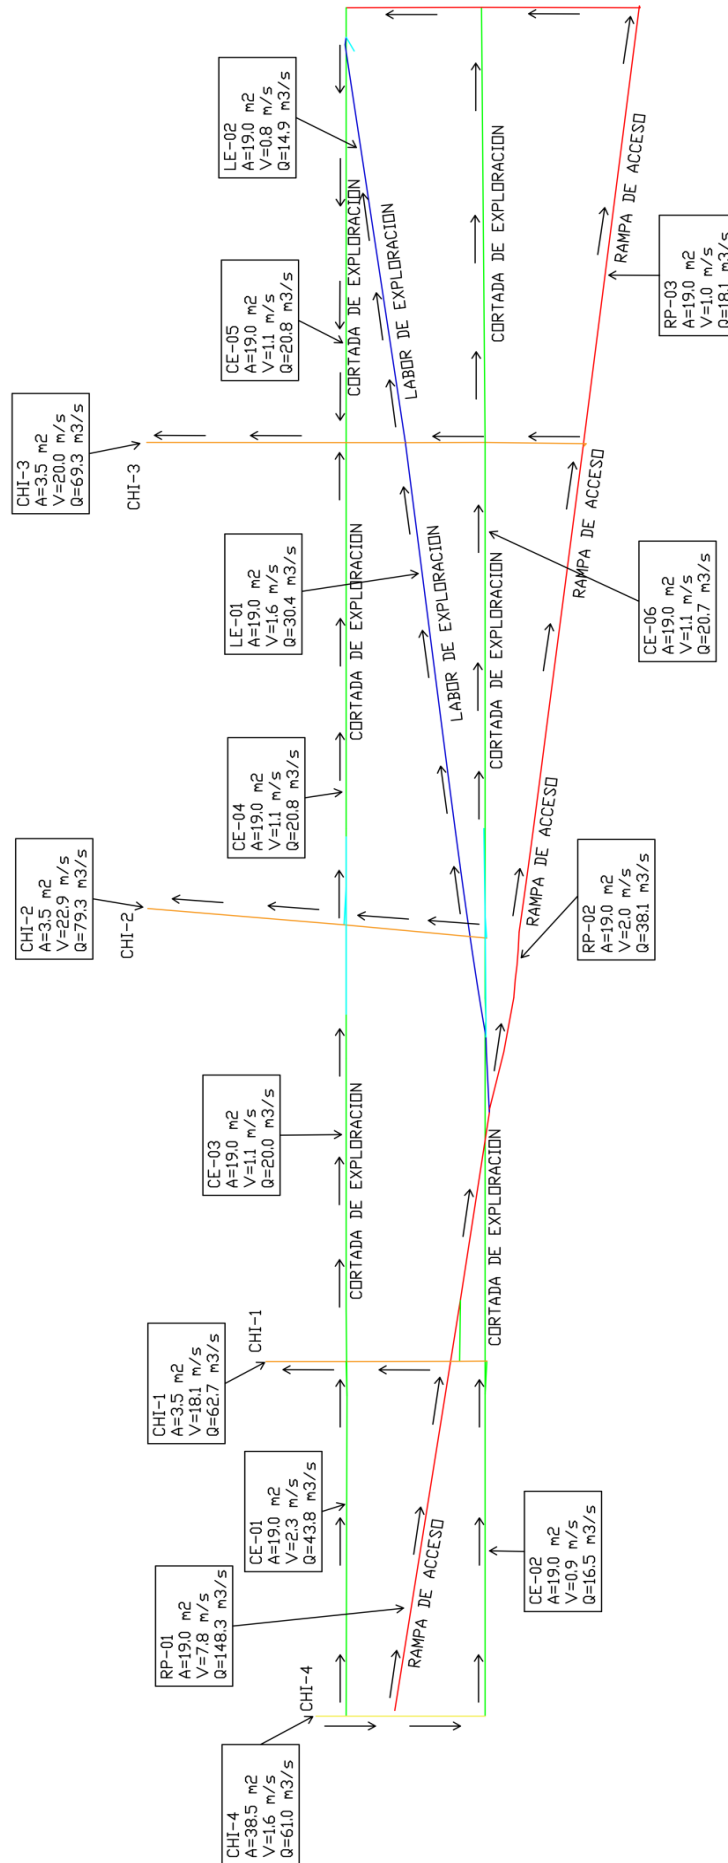 CHI-4
A=38.5 m2
V=1.6 m/s
Q=61.0 m3/s
CHI-4
RP-01
A=19.0 m2
V=7.8 m/s
Q=148.3 m3/s
CE-01
A=19.0 m2
V=2.3 m/s
Q=43.8 m3/s
RAMPA DE ACCESO
CE-02
A=19.0 m2
V=0.9 m/s
Q=16.5 m3/s
CHI-1
A=3.5 m2
V=18.1 m/s
Q=62.7 m3/s
CHI-1
CE-03
A=19.0 m2
V=1.1 m/s
Q=20.0 m3/s
CORTADA DE EXPLORACION
CORTADA DE EXPLORACION
CHI-2
A=3.5 m2
V=22.9 m/s
Q=79.3 m3/s
CHI-2
RP-02
A=19.0 m2
V=2.0 m/s
Q=38.1 m3/s
RAMPA DE ACCESO
CE-04
A=19.0 m2
V=1.1 m/s
Q=20.8 m3/s
CORTADA DE EXPLORACION
LE-01
A=19.0 m2
V=1.6 m/s
Q=30.4 m3/s
LABOR DE EXPLORACION
CORTADA DE EXPLORACION
CE-06
A=19.0 m2
V=1.1 m/s
Q=20.7 m3/s
RAMPA DE ACCESO
CHI-3
A=3.5 m2
V=20.0 m/s
Q=69.3 m3/s
CHI-3
CE-05
A=19.0 m2
V=1.1 m/s
Q=20.8 m3/s
CORTADA DE EXPLORACION
LE-02
A=19.0 m2
V=0.8 m/s
Q=14.9 m3/s
LABOR DE EXPLORACION
CORTADA DE EXPLORACION
RAMPA DE ACCESO
RP-03
A=19.0 m2
V=1.0 m/s
Q=18.1 m3/s